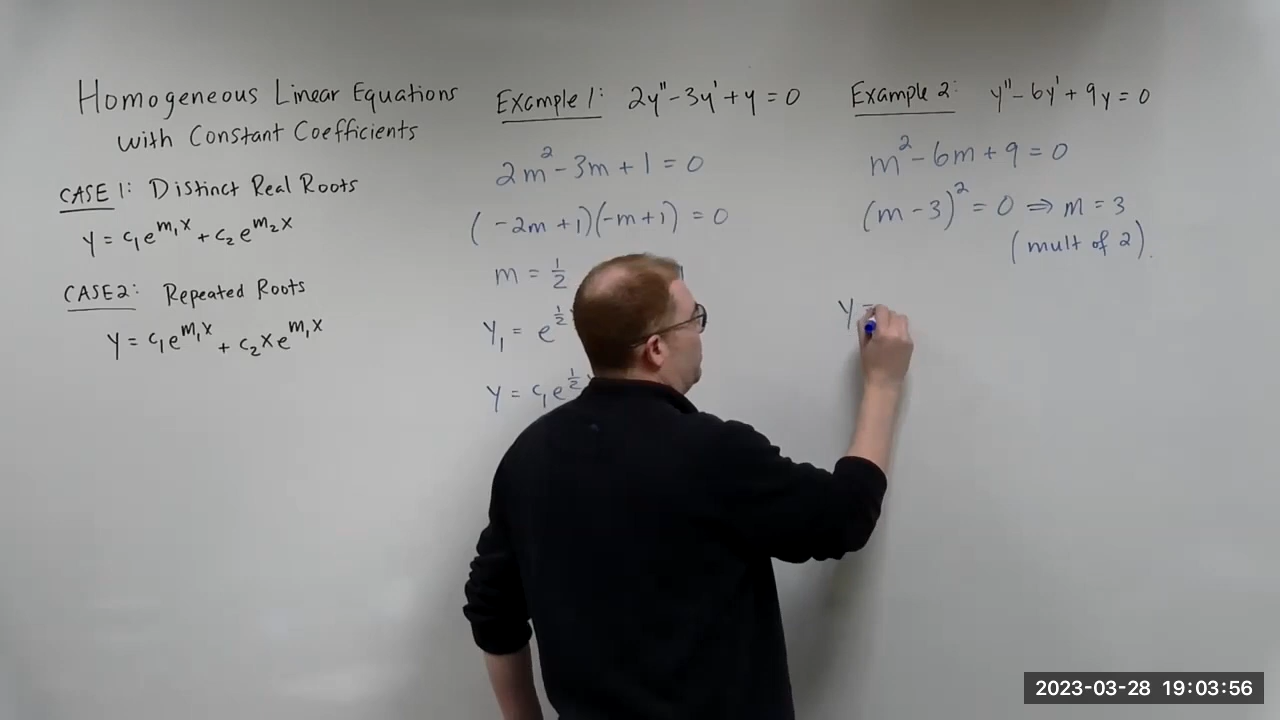 Homogeneous Linear Equations
with Constant Coefficients
CASE 1: Distinct Real Roots
y = c₁e^{m₁x} + c₂e^{m₂x}
CASE 2: Repeated Roots
y = c₁e^{m₁x} + c₂xe^{m₁x}
Example 1: 2y'' - 3y' + y = 0
2m² - 3m + 1 = 0
(-2m + 1)(-m + 1) = 0
m = 1/2
y₁ = e^{1/2
y = c₁e^{1/2
Example 2: y'' - 6y' + 9y = 0
m² - 6m + 9 = 0
(m - 3)² = 0 ⇒ m = 3
(mult of 2).
y =
2023-03-28 19:03:56